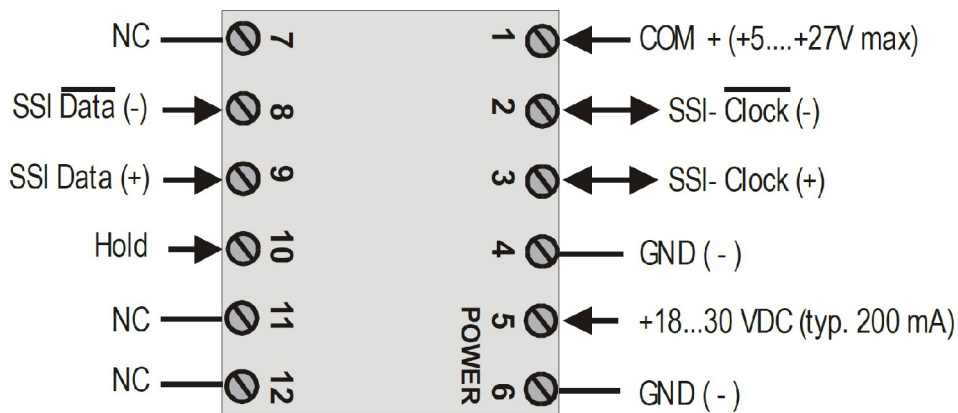 NC 7 1 COM + (+5....+27V max)
SSI Data (-) 8 2 SSI- Clock (-)
SSI Data (+) 9 3 SSI- Clock (+)
Hold 10 4 GND ( - )
NC 11 5 +18...30 VDC (typ. 200 mA)
POWER
NC 12 6 GND ( - )